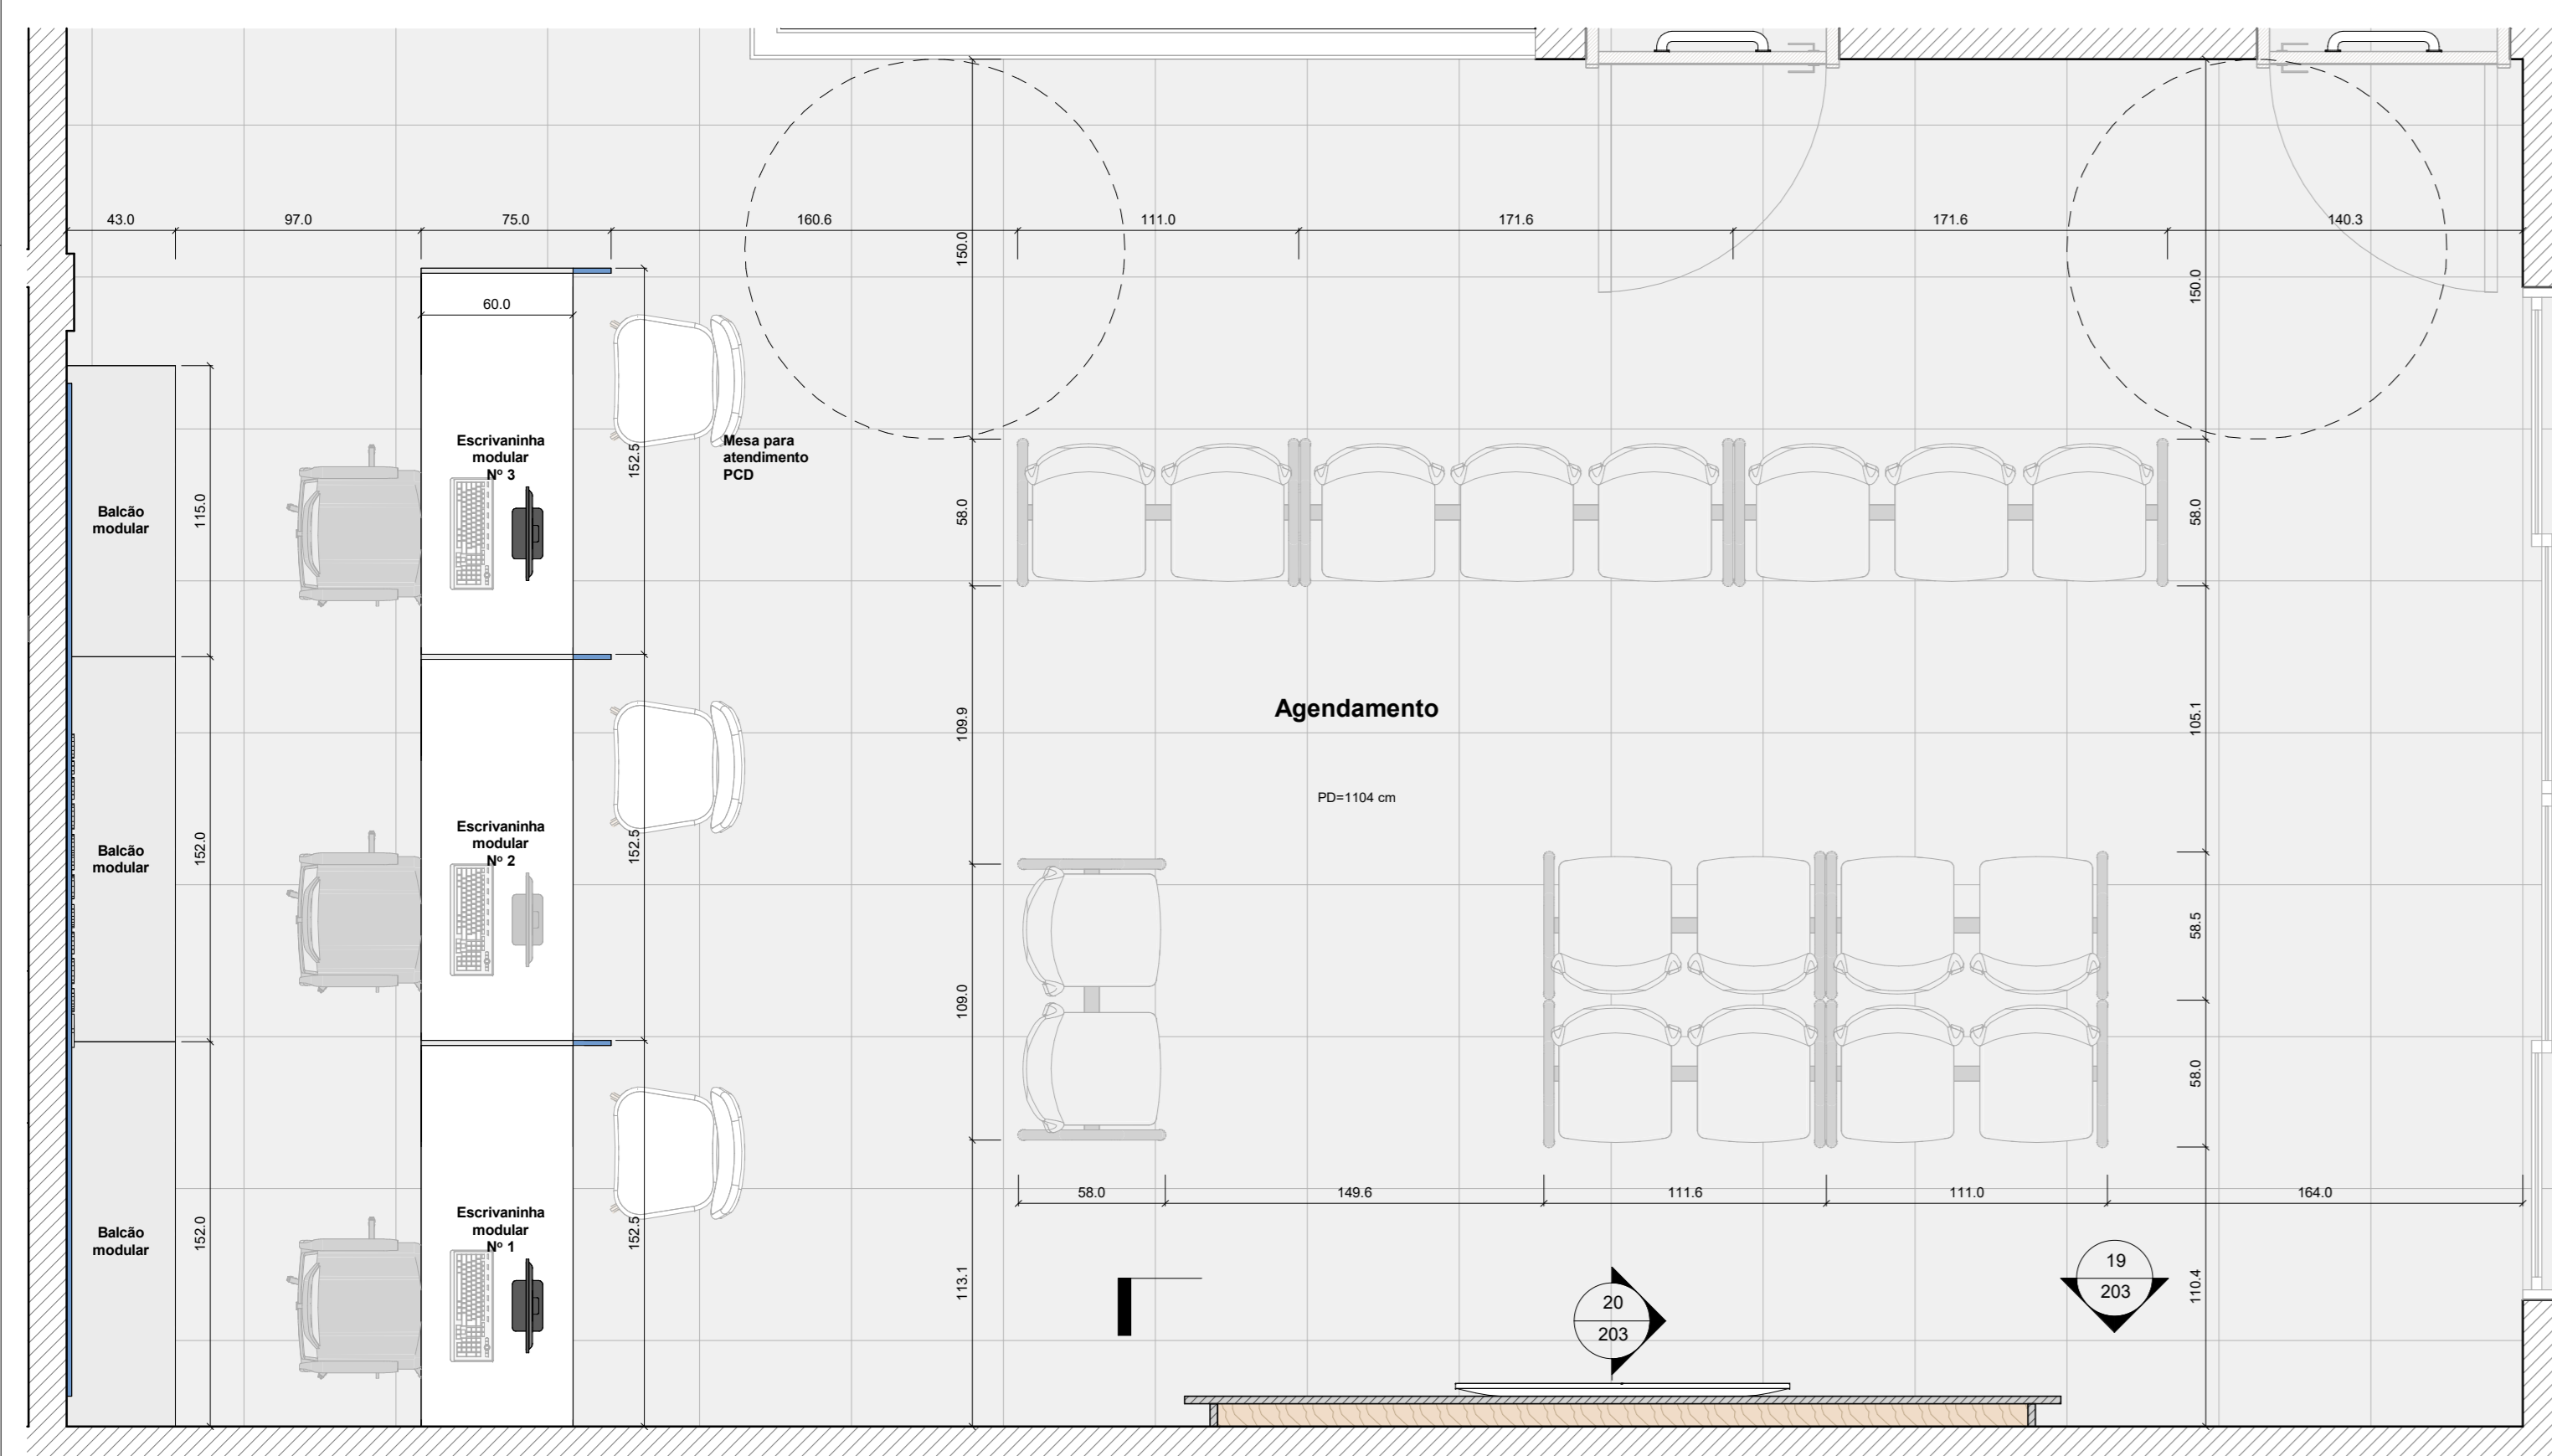 43.0 97.0 75.0 160.6 111.0 171.6 171.6 140.3
150.0
150.0
60.0
Escrivaninha
modular
Nº 3
152.5
Mesa para
atendimento
PCD
Balcão
modular
115.0
58.0
58.0
Agendamento
109.9
105.1
PD=1104 cm
Escrivaninha
modular
Nº 2
152.5
Balcão
modular
152.0
58.5
109.0
58.0
58.0 149.6 111.6 111.0 164.0
Escrivaninha
modular
Nº 1
152.5
Balcão
modular
152.0
113.1
20
203
19
203
110.4